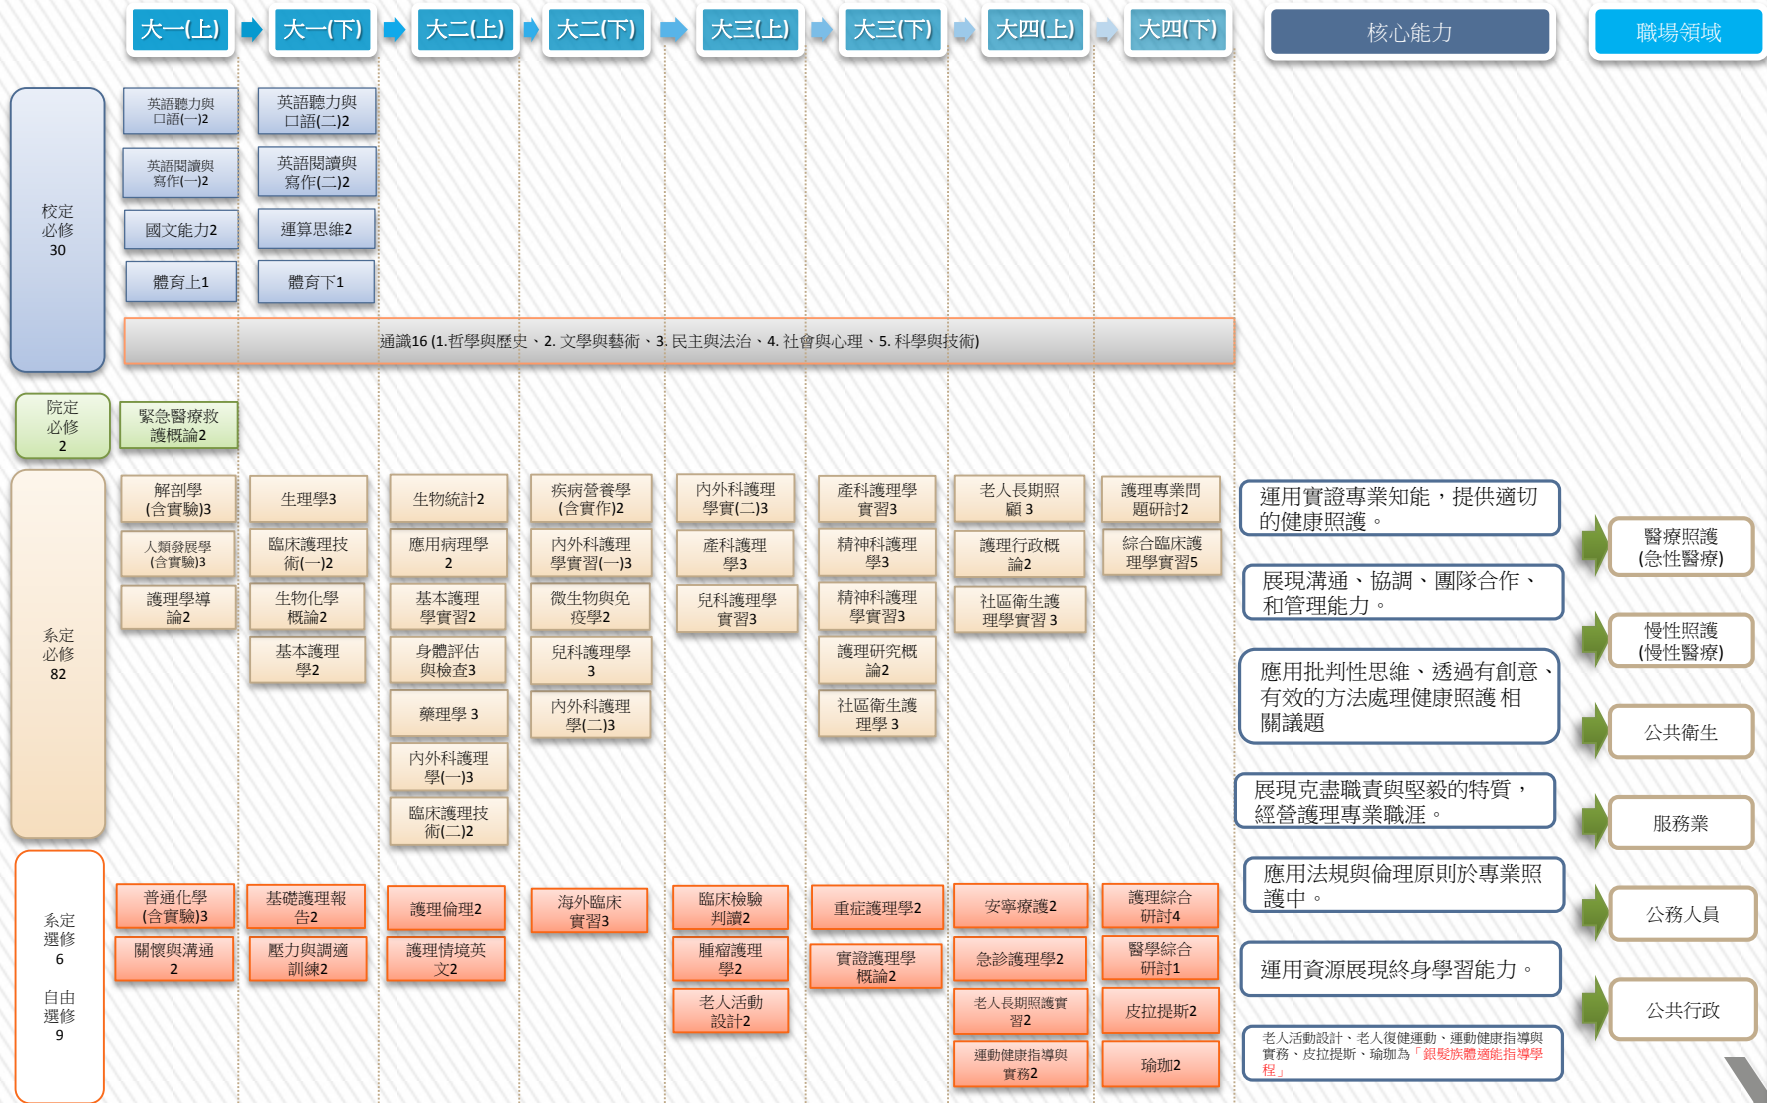 大一(上)
大一(下)
大二(上)
大二(下)
大三(上)
大三(下)
大四(上)
大四(下)
核心能力
職場領域
校定
必修
30
英語聽力與
口語(一)2
英語聽力與
口語(二)2
英語閱讀與
寫作(一)2
英語閱讀與
寫作(二)2
國文能力2
運算思維2
體育上1
體育下1
通識16 (1.哲學與歷史、2. 文學與藝術、3. 民主與法治、4. 社會與心理、5. 科學與技術)
院定
必修
2
緊急醫療救
護概論2
系定
必修
82
解剖學
(含實驗)3
人類發展學
(含實驗)3
護理學導
論2
生理學3
臨床護理技
術(一)2
生物化學
概論2
基本護理
學2
生物統計2
應用病理學
2
基本護理
學實習2
身體評估
與檢查3
藥理學 3
內外科護理
學(一)3
臨床護理技
術(二)2
疾病營養學
(含實作)2
內外科護理
學實習(一)3
微生物與免
疫學2
兒科護理學
3
內外科護理
學(二)3
內外科護理
學實(二)3
產科護理
學3
兒科護理學
實習3
產科護理學
實習3
精神科護理
學3
精神科護理
學實習3
護理研究概
論2
社區衛生護
理學 3
老人長期照
顧 3
護理行政概
論2
社區衛生護
理學實習 3
護理專業問
題研討2
綜合臨床護
理學實習5
系定
選修
6
自由
選修
9
普通化學
(含實驗)3
關懷與溝通
2
基礎護理報
告2
壓力與調適
訓練2
護理倫理2
護理情境英
文2
海外臨床
實習3
臨床檢驗
判讀2
腫瘤護理
學2
老人活動
設計2
重症護理學2
實證護理學
概論2
安寧療護2
急診護理學2
老人長期照護實
習2
運動健康指導與
實務2
護理綜合
研討4
醫學綜合
研討1
皮拉提斯2
瑜珈2
運用實證專業知能，提供適切
的健康照護。
展現溝通、協調、團隊合作、
和管理能力。
應用批判性思維、透過有創意、
有效的方法處理健康照護 相
關議題
展現克盡職責與堅毅的特質，
經營護理專業職涯。
應用法規與倫理原則於專業照
護中。
運用資源展現終身學習能力。
老人活動設計、老人復健運動、運動健康指導與
實務、皮拉提斯、瑜珈為「銀髮族體適能指導學
程」
醫療照護
(急性醫療)
慢性照護
(慢性醫療)
公共衛生
服務業
公務人員
公共行政